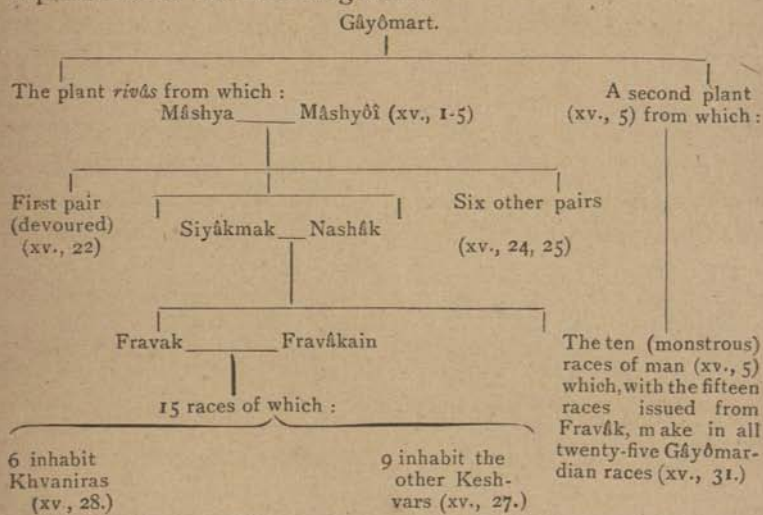 Gâyômart.
The plant rivâs from which :
Mâshya Mâshyôî (xv., 1-5)
A second plant
(xv., 5) from which :
First pair
(devoured)
(xv., 22)
Siyâkmak Nashâk
Six other pairs
(xv., 24, 25)
Fravak Fravâkain
15 races of which :
6 inhabit
Khvaniras
(xv., 28.)
9 inhabit the
other Kesh-
vars (xv., 27.)
The ten (monstrous)
races of man (xv., 5)
which, with the fifteen
races issued from
Fravâk, make in all
twenty-five Gâyômar-
dian races (xv., 31.)